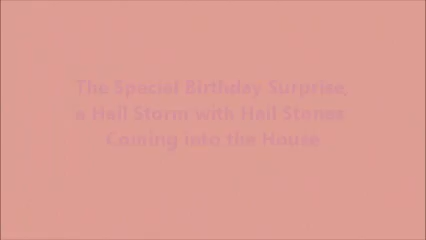 The Special Birthday Surprise,
a Hail Storm with Hail Stones
Coming into the House